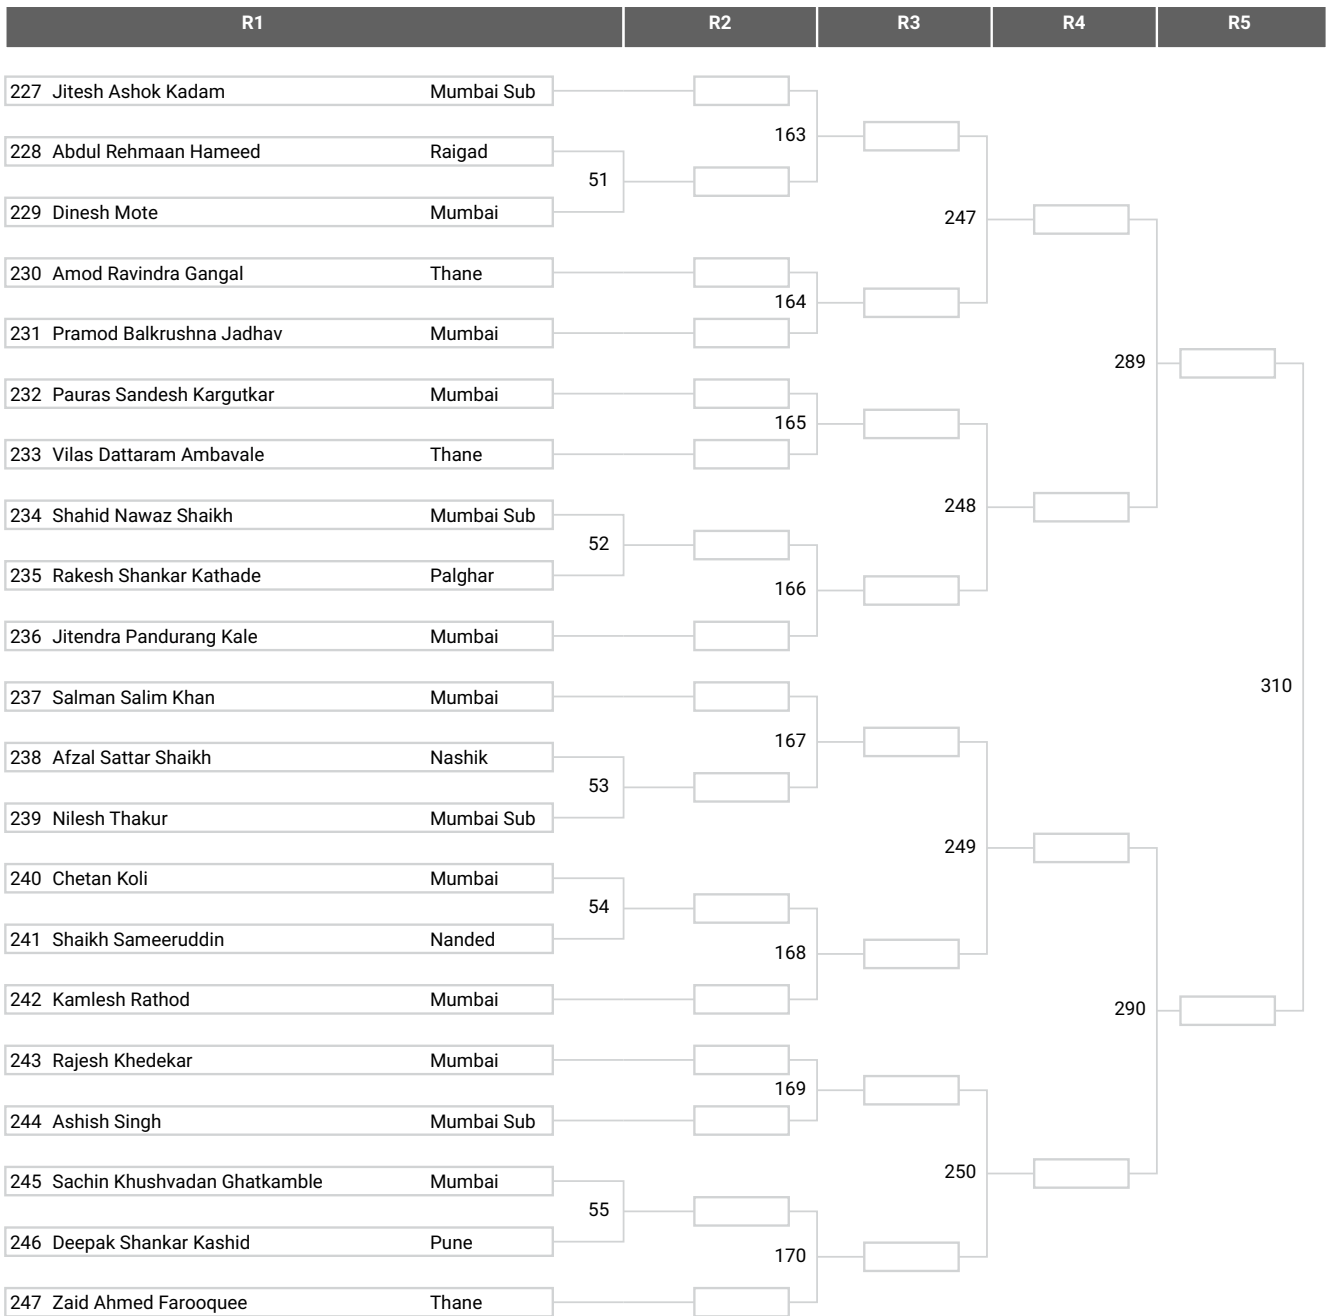 R1 R2 R3 R4 R5
227 Jitesh Ashok Kadam Mumbai Sub
163
228 Abdul Rehmaan Hameed Raigad
51
229 Dinesh Mote Mumbai
247
230 Amod Ravindra Gangal Thane
164
231 Pramod Balkrushna Jadhav Mumbai
289
232 Pauras Sandesh Kargutkar Mumbai
165
233 Vilas Dattaram Ambavale Thane
248
234 Shahid Nawaz Shaikh Mumbai Sub
52
235 Rakesh Shankar Kathade Palghar
166
236 Jitendra Pandurang Kale Mumbai
310
237 Salman Salim Khan Mumbai
167
238 Afzal Sattar Shaikh Nashik
53
239 Nilesh Thakur Mumbai Sub
249
240 Chetan Koli Mumbai
54
241 Shaikh Sameeruddin Nanded
168
242 Kamlesh Rathod Mumbai
290
243 Rajesh Khedekar Mumbai
169
244 Ashish Singh Mumbai Sub
250
245 Sachin Khushvadan Ghatkamble Mumbai
55
246 Deepak Shankar Kashid Pune
170
247 Zaid Ahmed Farooquee Thane